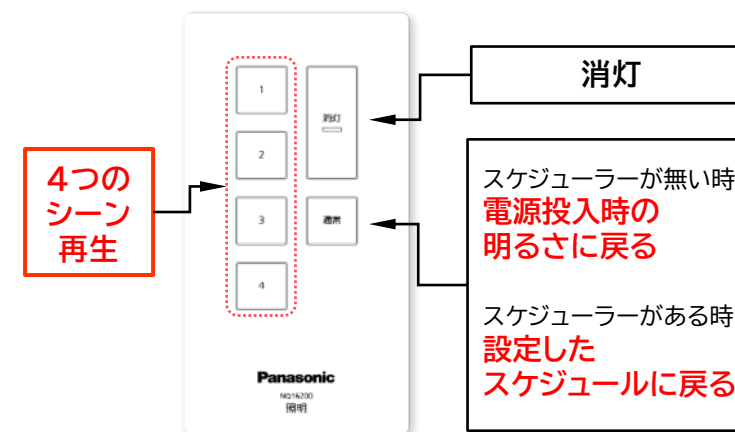 4つの
シーン
再生
1
2
3
4
消灯
通常
Panasonic
NQ16200
照明
消灯
スケジューラーが無い時
電源投入時の
明るさに戻る
スケジューラーがある時
設定した
スケジュールに戻る